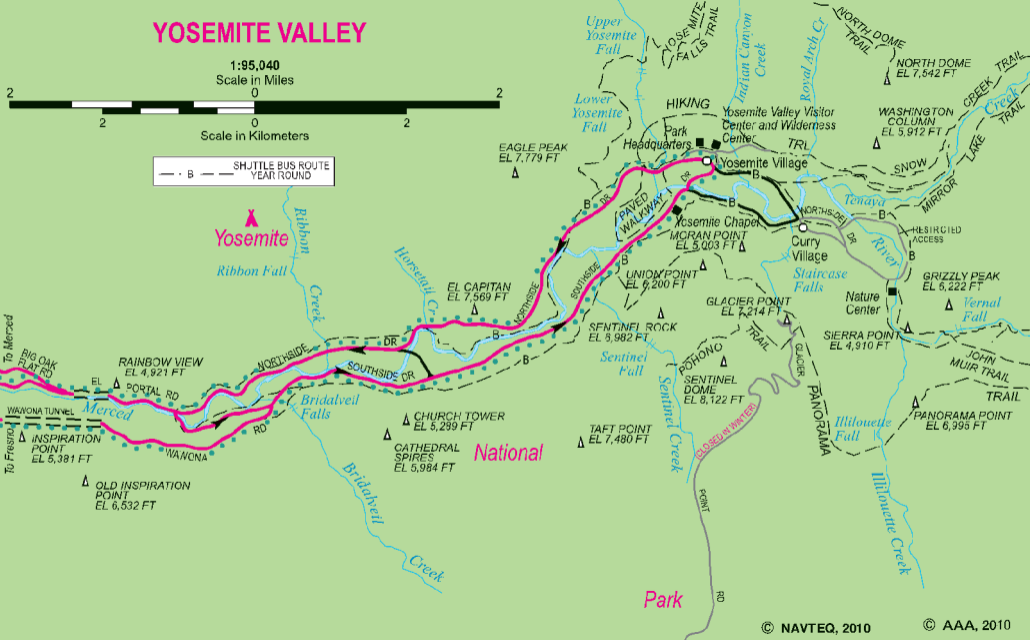 YOSEMITE VALLEY
1:95,040
Scale in Miles
2 0 2
2 0 2
Scale in Kilometers
B
SHUTTLE BUS ROUTE
YEAR ROUND
Yosemite
National
Park
Upper
Yosemite
Fall
YOSEMITE
FALLS TRAIL
Indian Canyon
Creek
Royal Arch Cr
NORTH DOME
TRAIL
NORTH DOME
EL 7,542 FT
CREEK TRAIL
Creek
TRAIL
WASHINGTON
COLUMN
EL 5,912 FT
Lower
Yosemite
Fall
HIKING
Yosemite Valley Visitor
Center and Wilderness
Center
Park
Headquarters
TRL
SNOW
LAKE
MIRROR
EAGLE PEAK
EL 7,779 FT
Yosemite Village
B
DR
B
DR
B
PAVED
WALKWAY
Yosemite Chapel
NORTHSIDE
DR
Tenaya
B
River
RESTRICTED
ACCESS
B
MORAN POINT
EL 5,003 FT
Curry
Village
Ribbon
Ribbon Fall
Creek
Horsetail Cr
EL CAPITAN
EL 7,569 FT
NORTHSIDE
SOUTHSIDE
B
UNION POINT
EL 6,200 FT
Staircase
Falls
GRIZZLY PEAK
EL 6,222 FT
Nature
Center
Vernal
Fall
GLACIER POINT
EL 7,214 FT
SENTINEL ROCK
EL 6,982 FT
SIERRA POINT
EL 4,910 FT
To Merced
BIG OAK
FLAT RD
RAINBOW VIEW
EL 4,921 FT
NORTHSIDE
DR
B
B
SOUTHSIDE DR
Sentinel
Fall
POHONO
TRAIL
GLACIER
JOHN
MUIR TRAIL
EL
PORTAL RD
SENTINEL
DOME
EL 8,122 FT
PANORAMA
TRAIL
Merced
WAWONA TUNNEL
Bridalveil
Falls
CHURCH TOWER
EL 5,299 FT
Sentinel Creek
PANORAMA POINT
EL 6,995 FT
To Fresno
INSPIRATION
POINT
EL 5,381 FT
RD
WAWONA
CATHEDRAL
SPIRES
EL 5,984 FT
TAFT POINT
EL 7,480 FT
(CLOSED IN WINTER)
Illilouette
Fall
OLD INSPIRATION
POINT
EL 6,532 FT
Bridalveil
Creek
POINT
RD
Illilouette Creek
© NAVTEQ, 2010
© AAA, 2010